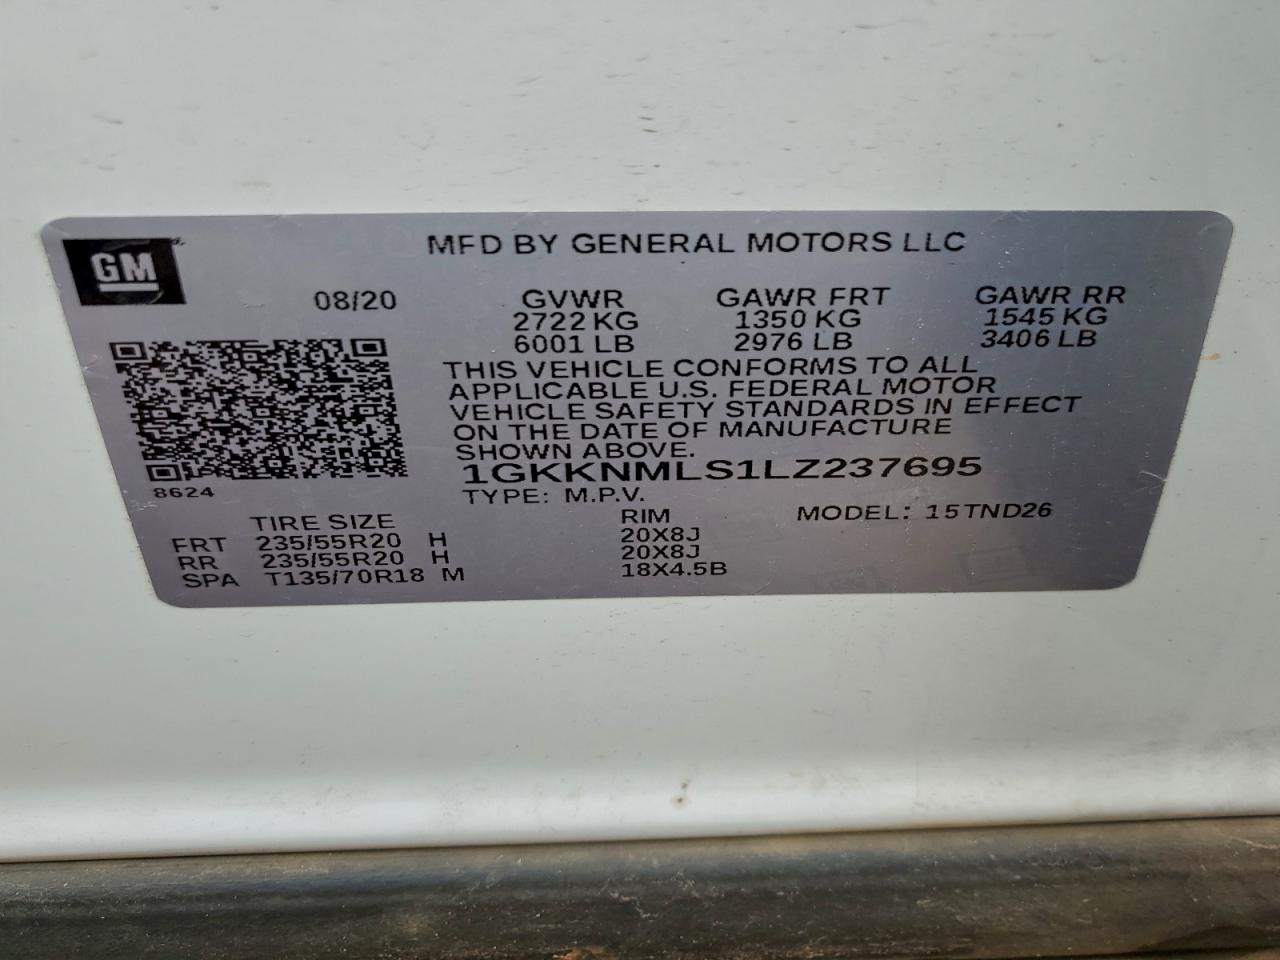 GM
MFD BY GENERAL MOTORS LLC
08/20
GVWR GAWR FRT GAWR RR
2722 KG 1350 KG 1545 KG
6001 LB 2976 LB 3406 LB
THIS VEHICLE CONFORMS TO ALL
APPLICABLE U.S. FEDERAL MOTOR
VEHICLE SAFETY STANDARDS IN EFFECT
ON THE DATE OF MANUFACTURE
SHOWN ABOVE.
1GKKNMLS1LZ237695
8624
TYPE: M.P.V. MODEL: 15TND26
TIRE SIZE RIM
FRT 235/55R20 H 20X8J
RR 235/55R20 H 20X8J
SPA T135/70R18 M 18X4.5B